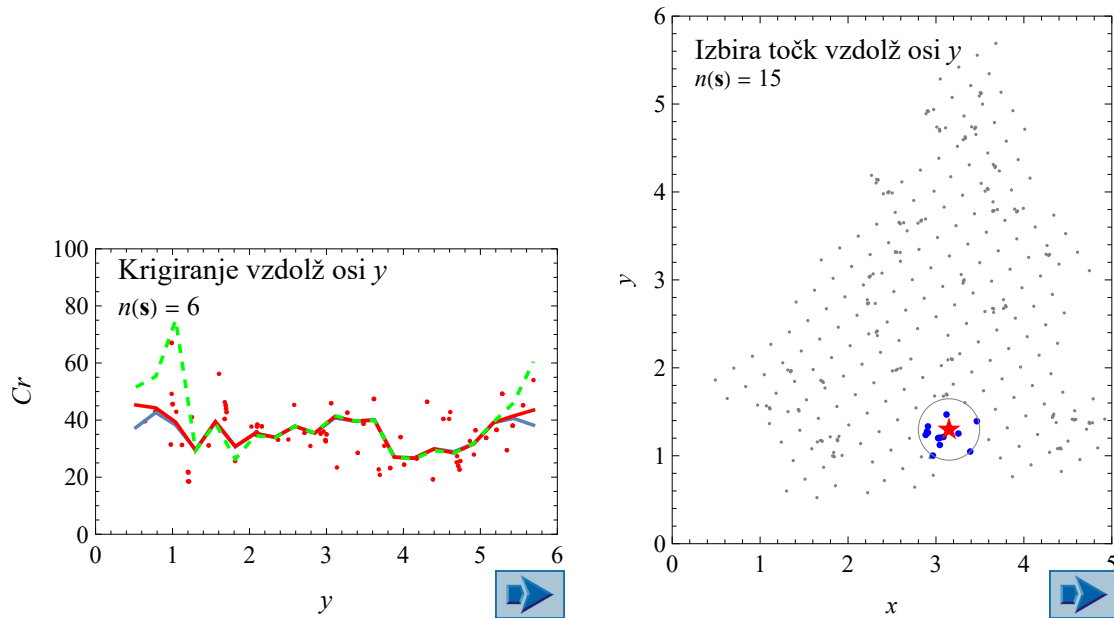 Krigiranje vzdolž osi y
n(s) = 6
100
80
60
40
20
0
Cr
0 1 2 3 4 5 6
y
Izbira točk vzdolž osi y
n(s) = 15
6
5
4
3
2
1
0
y
0 1 2 3 4 5
x